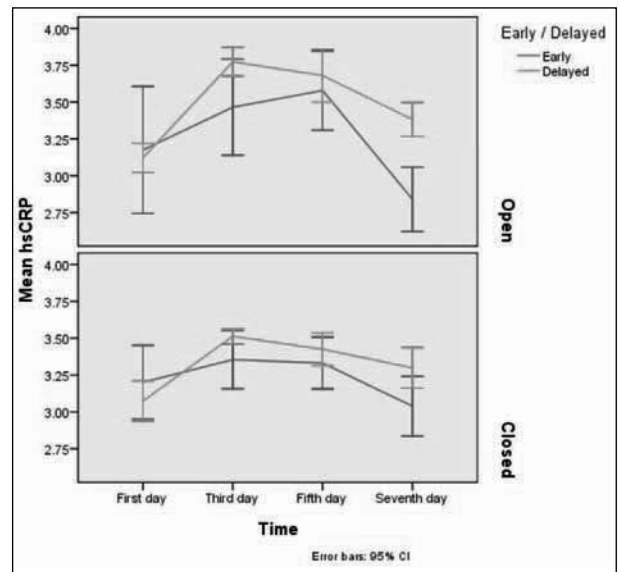 Early / Delayed
Early
Delayed
Mean hsCRP
4.00
3.75
3.50
3.25
3.00
2.75
Open
4.00
3.75
3.50
3.25
3.00
2.75
Closed
First day
Third day
Fifth day
Seventh day
Time
Error bars: 95% CI